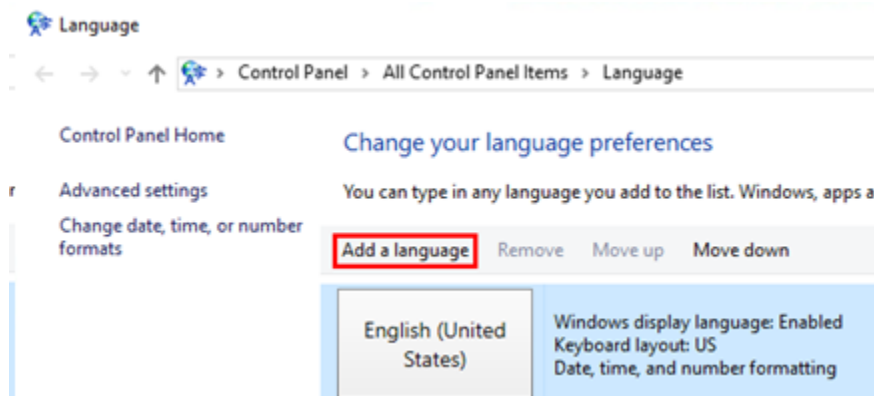 Language
Control Panel > All Control Panel Items > Language
Control Panel Home
Change your language preferences
Advanced settings
You can type in any language you add to the list. Windows, apps a
Change date, time, or number
formats
Add a language Remove Move up Move down
English (United
States)
Windows display language: Enabled
Keyboard layout: US
Date, time, and number formatting